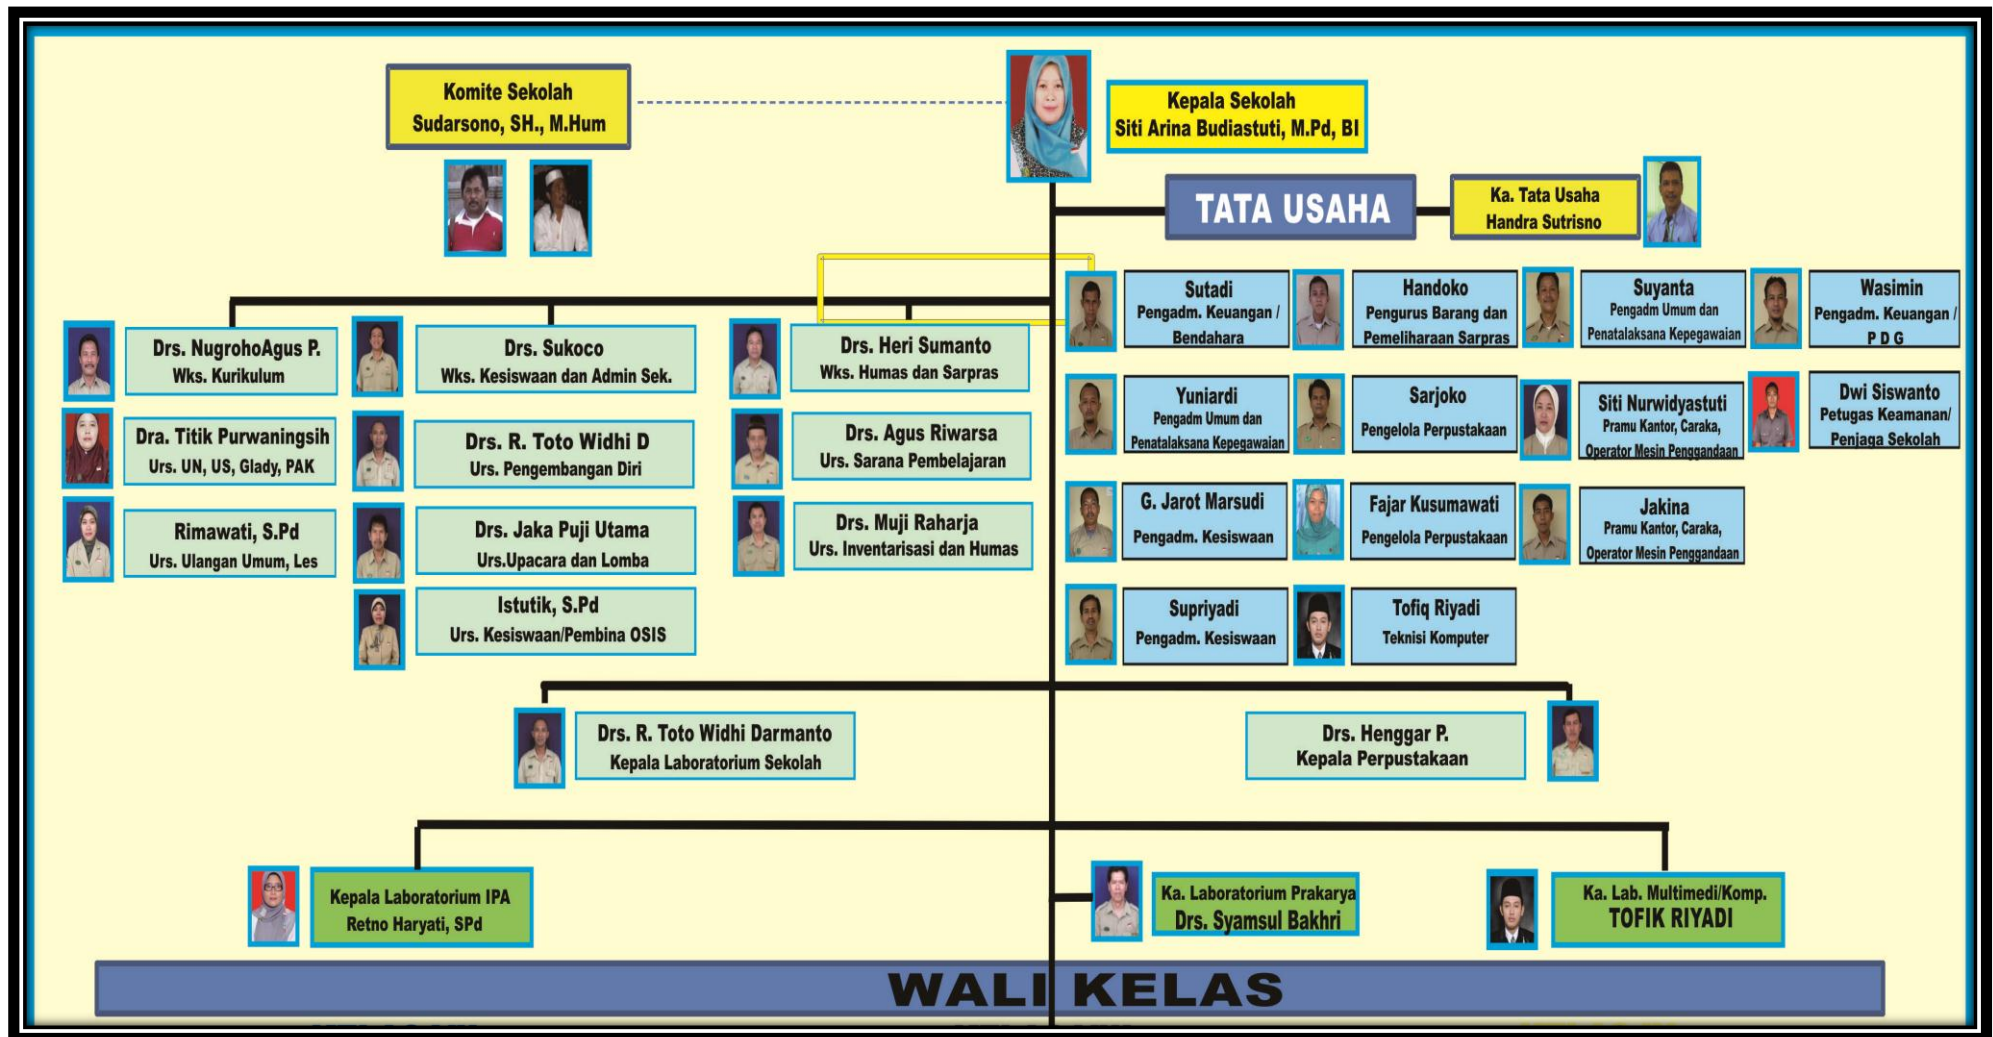 Komite Sekolah
Sudarsono, SH., M.Hum
Kepala Sekolah
Siti Arina Budiastuti, M.Pd, BI
TATA USAHA
Ka. Tata Usaha
Handra Sutrisno
Drs. NugrohoAgus P.
Wks. Kurikulum
Dra. Titik Purwaningsih
Urs. UN, US, Glady, PAK
Rimawati, S.Pd
Urs. Ulangan Umum, Les
Drs. Sukoco
Wks. Kesiswaan dan Admin Sek.
Drs. R. Toto Widhi D
Urs. Pengembangan Diri
Drs. Jaka Puji Utama
Urs.Upacara dan Lomba
Istutik, S.Pd
Urs. Kesiswaan/Pembina OSIS
Drs. Heri Sumanto
Wks. Humas dan Sarpras
Drs. Agus Riwarsa
Urs. Sarana Pembelajaran
Drs. Muji Raharja
Urs. Inventarisasi dan Humas
Sutadi
Pengadm. Keuangan /
Bendahara
Handoko
Pengurus Barang dan
Pemeliharaan Sarpras
Suyanta
Pengadm Umum dan
Penatalaksana Kepegawaian
Wasimin
Pengadm. Keuangan /
P D G
Yuniardi
Pengadm Umum dan
Penatalaksana Kepegawaian
Sarjoko
Pengelola Perpustakaan
Siti Nurwidyastuti
Pramu Kantor, Caraka,
Operator Mesin Penggandaan
Dwi Siswanto
Petugas Keamanan/
Penjaga Sekolah
G. Jarot Marsudi
Pengadm. Kesiswaan
Fajar Kusumawati
Pengelola Perpustakaan
Jakina
Pramu Kantor, Caraka,
Operator Mesin Penggandaan
Supriyadi
Pengadm. Kesiswaan
Tofiq Riyadi
Teknisi Komputer
Drs. R. Toto Widhi Darmanto
Kepala Laboratorium Sekolah
Drs. Henggar P.
Kepala Perpustakaan
Kepala Laboratorium IPA
Retno Haryati, SPd
Ka. Laboratorium Prakarya
Drs. Syamsul Bakhri
Ka. Lab. Multimedi/Komp.
TOFIK RIYADI
WALI KELAS